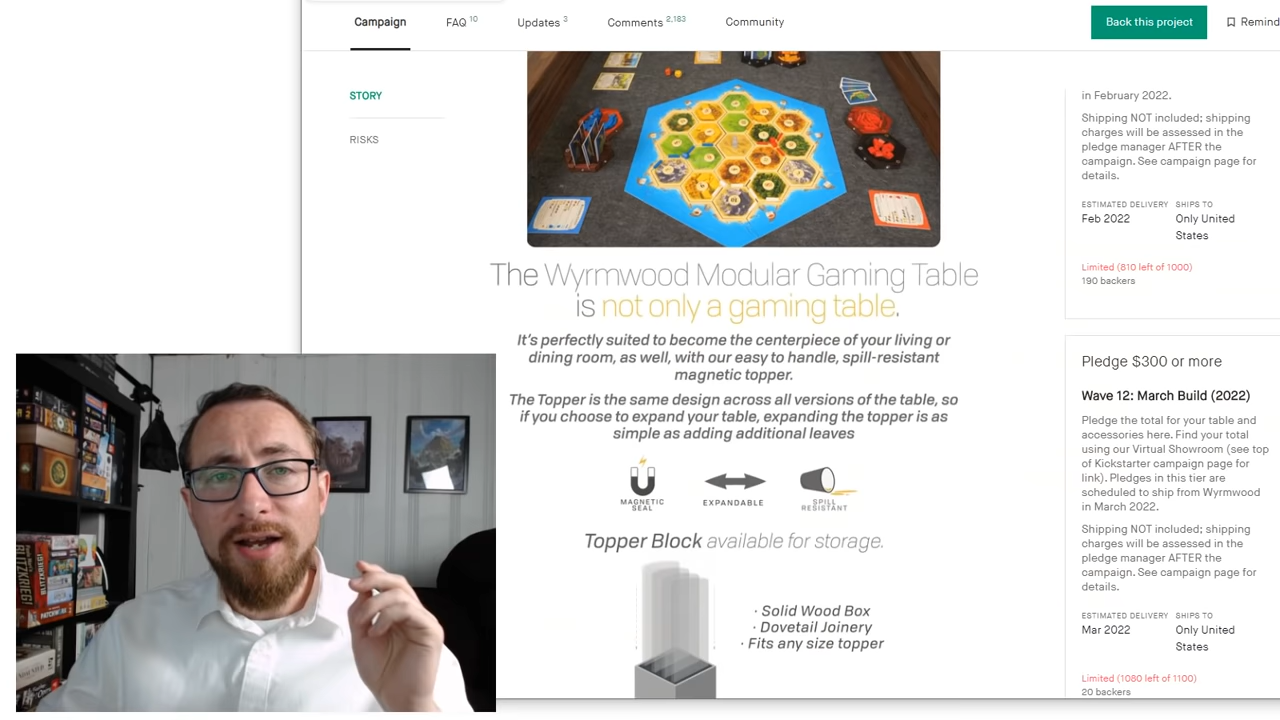 Campaign
FAQ 10
Updates 3
Comments 2,183
Community
Back this project
Remind
STORY
RISKS
The Wyrmwood Modular Gaming Table
is not only a gaming table.
It's perfectly suited to become the centerpiece of your living or
dining room, as well, with our easy to handle, spill-resistant
magnetic topper.
The Topper is the same design across all versions of the table, so
if you choose to expand your table, expanding the topper is as
simple as adding additional leaves
MAGNETIC
SEAL
EXPANDABLE
SPILL
RESISTANT
Topper Block available for storage.
· Solid Wood Box
· Dovetail Joinery
· Fits any size topper
in February 2022.
Shipping NOT included; shipping
charges will be assessed in the
pledge manager AFTER the
campaign. See campaign page for
details.
ESTIMATED DELIVERY
Feb 2022
SHIPS TO
Only United
States
Limited (810 left of 1000)
190 backers
Pledge $300 or more
Wave 12: March Build (2022)
Pledge the total for your table and
accessories here. Find your total
using our Virtual Showroom (see top
of Kickstarter campaign page for
link). Pledges in this tier are
scheduled to ship from Wyrmwood
in March 2022.
Shipping NOT included; shipping
charges will be assessed in the
pledge manager AFTER the
campaign. See campaign page for
details.
ESTIMATED DELIVERY
Mar 2022
SHIPS TO
Only United
States
Limited (1080 left of 1100)
20 backers
BLITZKRIEG!
PATCHWORK